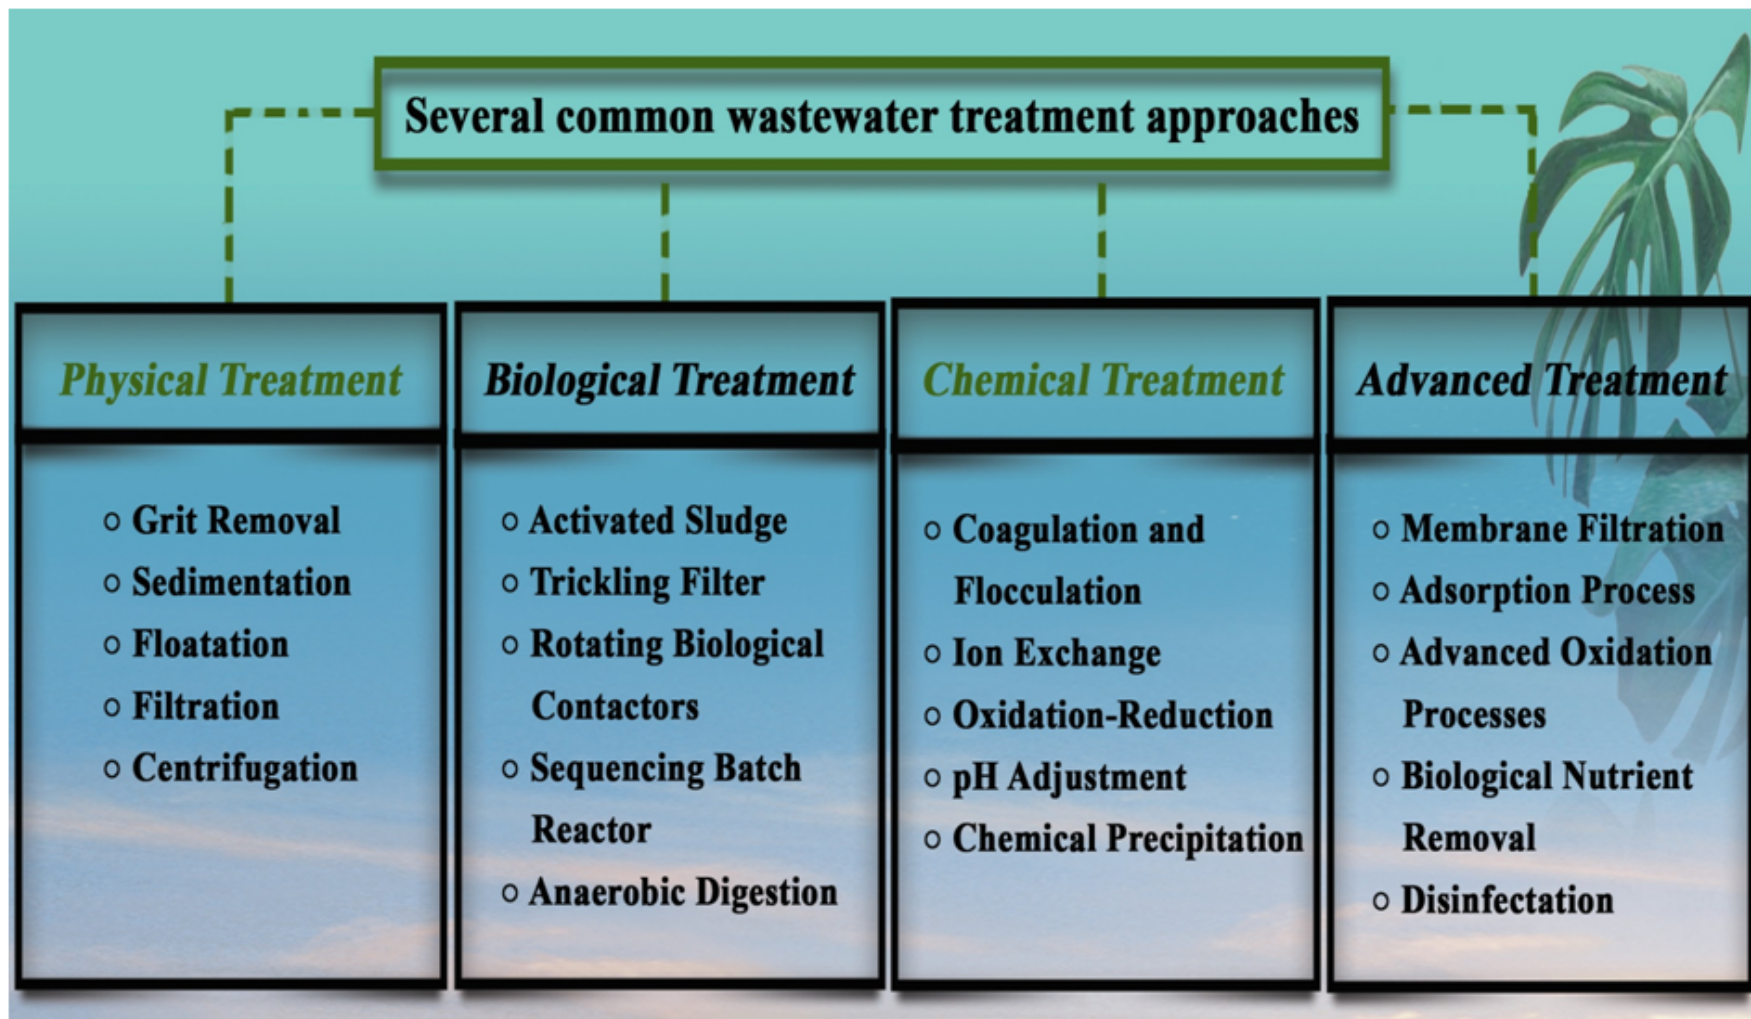 Several common wastewater treatment approaches
Physical Treatment
○ Grit Removal
○ Sedimentation
○ Floatation
○ Filtration
○ Centrifugation
Biological Treatment
○ Activated Sludge
○ Trickling Filter
○ Rotating Biological
Contactors
○ Sequencing Batch
Reactor
○ Anaerobic Digestion
Chemical Treatment
○ Coagulation and
Flocculation
○ Ion Exchange
○ Oxidation-Reduction
○ pH Adjustment
○ Chemical Precipitation
Advanced Treatment
○ Membrane Filtration
○ Adsorption Process
○ Advanced Oxidation
Processes
○ Biological Nutrient
Removal
○ Disinfectation